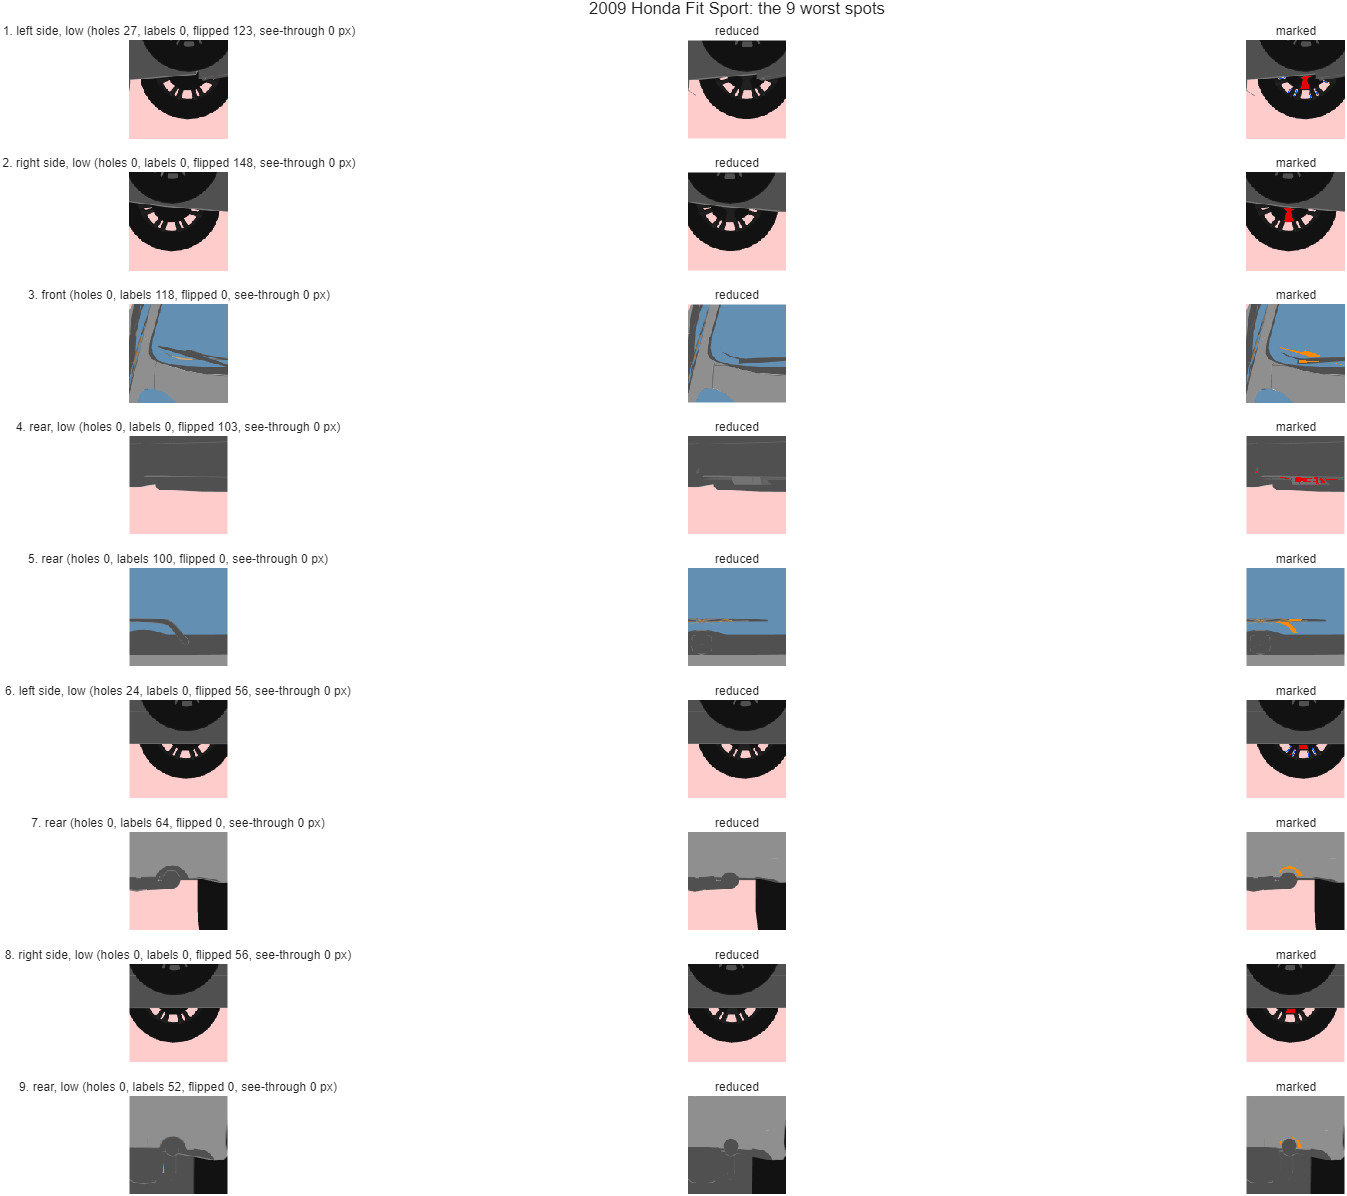 2009 Honda Fit Sport: the 9 worst spots
1. left side, low (holes 27, labels 0, flipped 123, see-through 0 px) reduced marked
2. right side, low (holes 0, labels 0, flipped 148, see-through 0 px) reduced marked
3. front (holes 0, labels 118, flipped 0, see-through 0 px) reduced marked
4. rear, low (holes 0, labels 0, flipped 103, see-through 0 px) reduced marked
5. rear (holes 0, labels 100, flipped 0, see-through 0 px) reduced marked
6. left side, low (holes 24, labels 0, flipped 56, see-through 0 px) reduced marked
7. rear (holes 0, labels 64, flipped 0, see-through 0 px) reduced marked
8. right side, low (holes 0, labels 0, flipped 56, see-through 0 px) reduced marked
9. rear, low (holes 0, labels 52, flipped 0, see-through 0 px) reduced marked